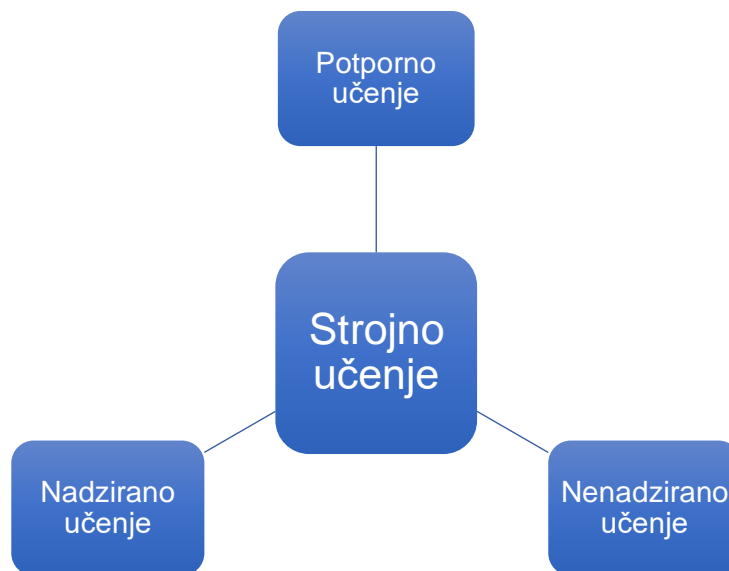 Potporno
učenje
Strojno
učenje
Nadzirano
učenje
Nenadzirano
učenje